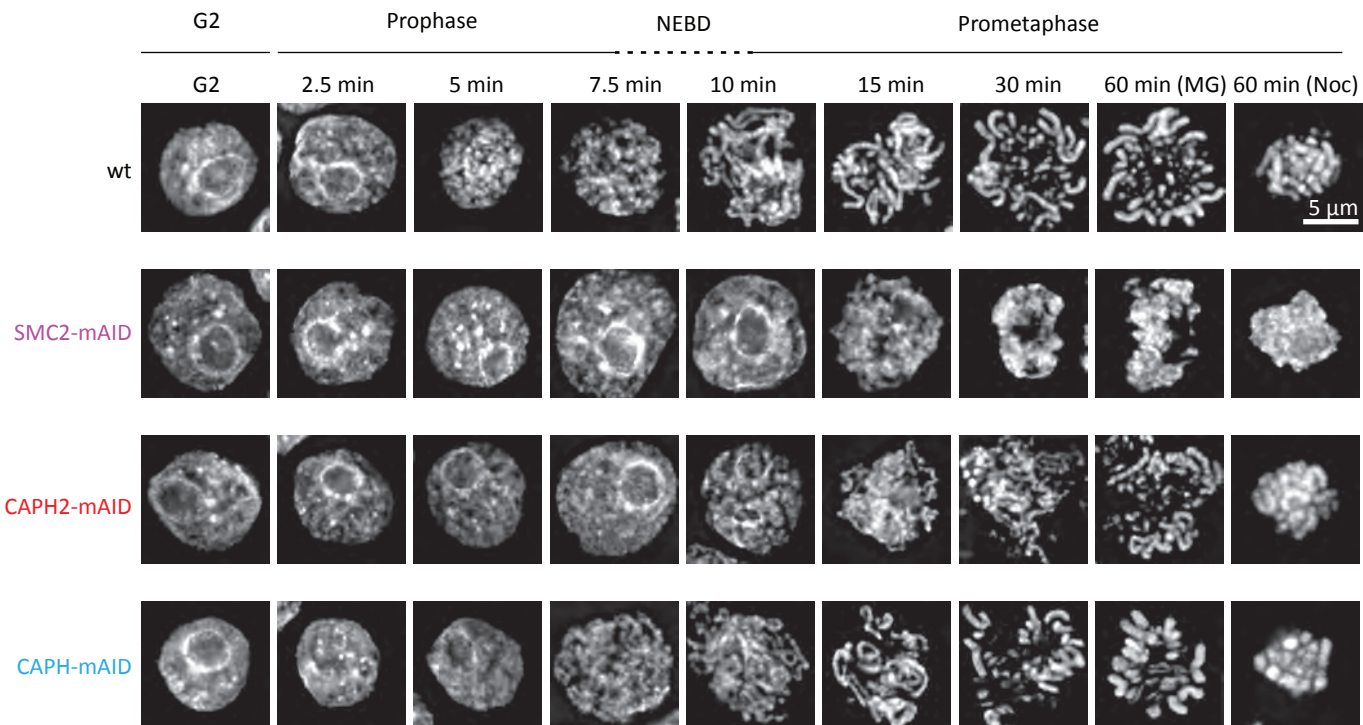 G2 Prophase NEBD Prometaphase
G2 2.5 min 5 min 7.5 min 10 min 15 min 30 min 60 min (MG) 60 min (Noc)
wt
5 µm
SMC2-mAID
CAPH2-mAID
CAPH-mAID